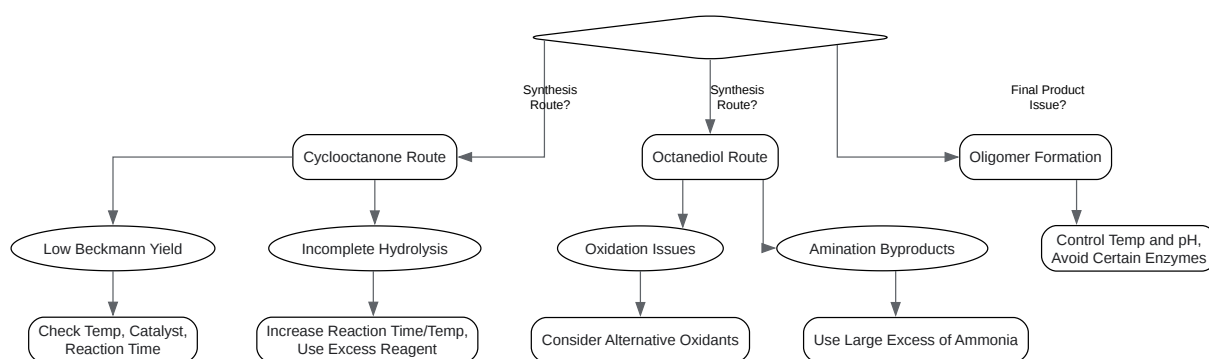 Synthesis
Route?
Synthesis
Route?
Final Product
Issue?
Cyclooctanone Route
Octanediol Route
Oligomer Formation
Low Beckmann Yield
Incomplete Hydrolysis
Oxidation Issues
Amination Byproducts
Control Temp and pH,
Avoid Certain Enzymes
Check Temp, Catalyst,
Reaction Time
Increase Reaction Time/Temp,
Use Excess Reagent
Consider Alternative Oxidants
Use Large Excess of Ammonia